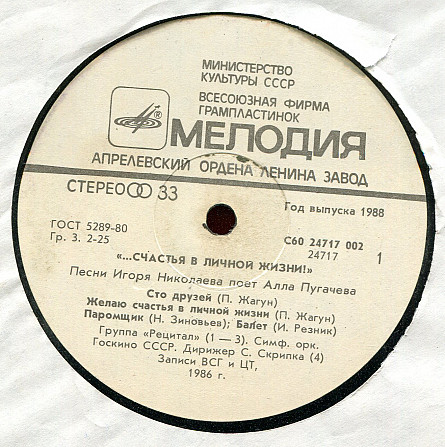 МИНИСТЕРСТВО
КУЛЬТУРЫ СССР
ВСЕСОЮЗНАЯ ФИРМА
ГРАМПЛАСТИНОК
® МЕЛОДИЯ
АПРЕЛЕВСКИЙ ОРДЕНА ЛЕНИНА ЗАВОД
СТЕРЕО 33
Год выпуска 1988
ГОСТ 5289-80
Гр. 3. 2-25
С60 24717 002
24717
1
«...СЧАСТЬЯ В ЛИЧНОЙ ЖИЗНИ!»
Песни Игоря Николаева поет Алла Пугачева
Сто друзей (П. Жагун)
Желаю счастья в личной жизни (П. Жагун)
Паромщик (Н. Зиновьев); Балет (И. Резник)
Группа «Рецитал» (1 — 3). Симф. орк.
Госкино СССР. Дирижер С. Скрипка (4)
Записи ВСГ и ЦТ,
1986 г.